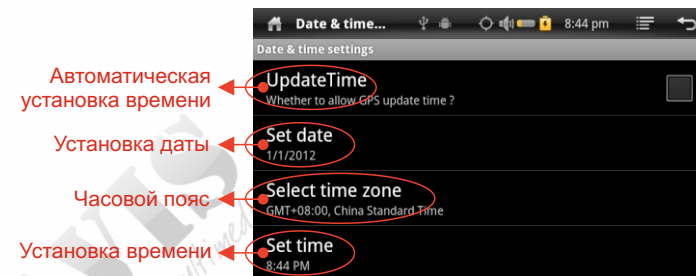 Date & time... 8:44 pm
Date & time settings
Автоматическая
установка времени
UpdateTime
Whether to allow GPS update time ?
Установка даты
Set date
1/1/2012
Часовой пояс
Select time zone
GMT+08:00, China Standard Time
Установка времени
Set time
8:44 PM